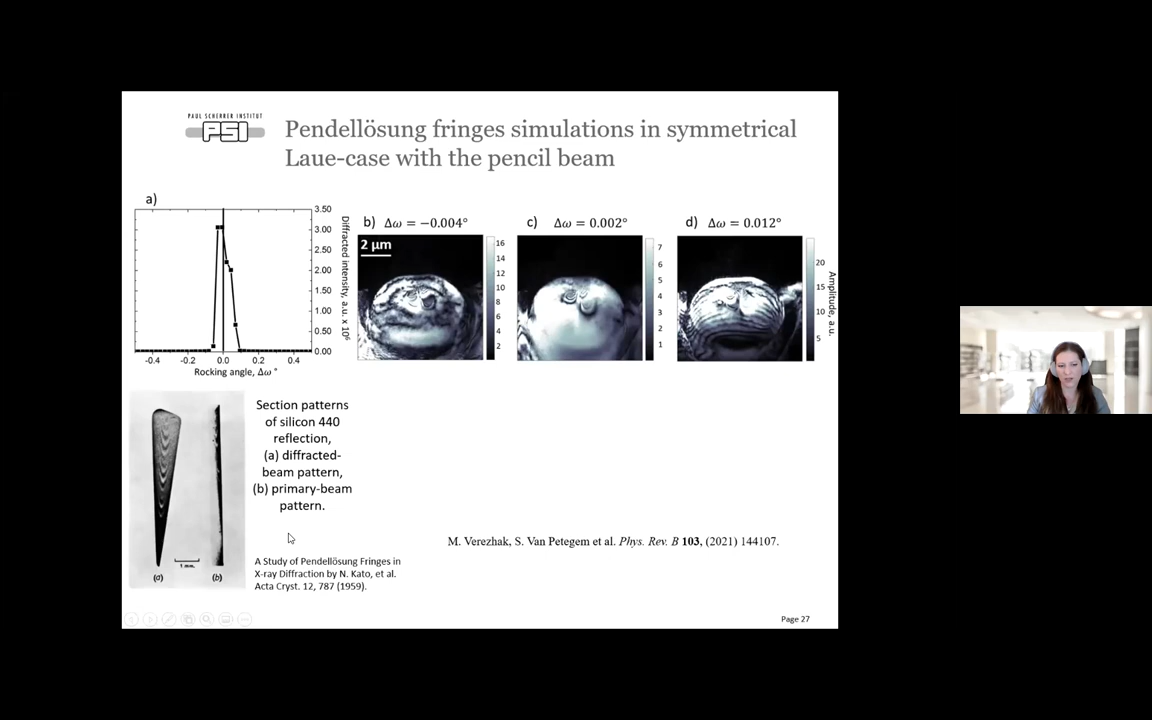 PAUL SCHERRER INSTITUT
PSI
Pendellösung fringes simulations in symmetrical
Laue-case with the pencil beam
a)
3.50
3.00
2.50
2.00
1.50
1.00
0.50
0.00
-0.4
-0.2
0.0
0.2
0.4
Rocking angle, Δω °
Diffracted intensity, a.u. x 10⁶
b) Δω = −0.004°
2 μm
16
14
12
10
8
6
4
2
c) Δω = 0.002°
7
6
5
4
3
2
1
d) Δω = 0.012°
20
15
10
5
Amplitude, a.u.
(a)
1 mm.
(b)
Section patterns
of silicon 440
reflection,
(a) diffracted-
beam pattern,
(b) primary-beam
pattern.
M. Verezhak, S. Van Petegem et al. Phys. Rev. B 103, (2021) 144107.
A Study of Pendellösung Fringes in
X-ray Diffraction by N. Kato, et al.
Acta Cryst. 12, 787 (1959).
Page 27